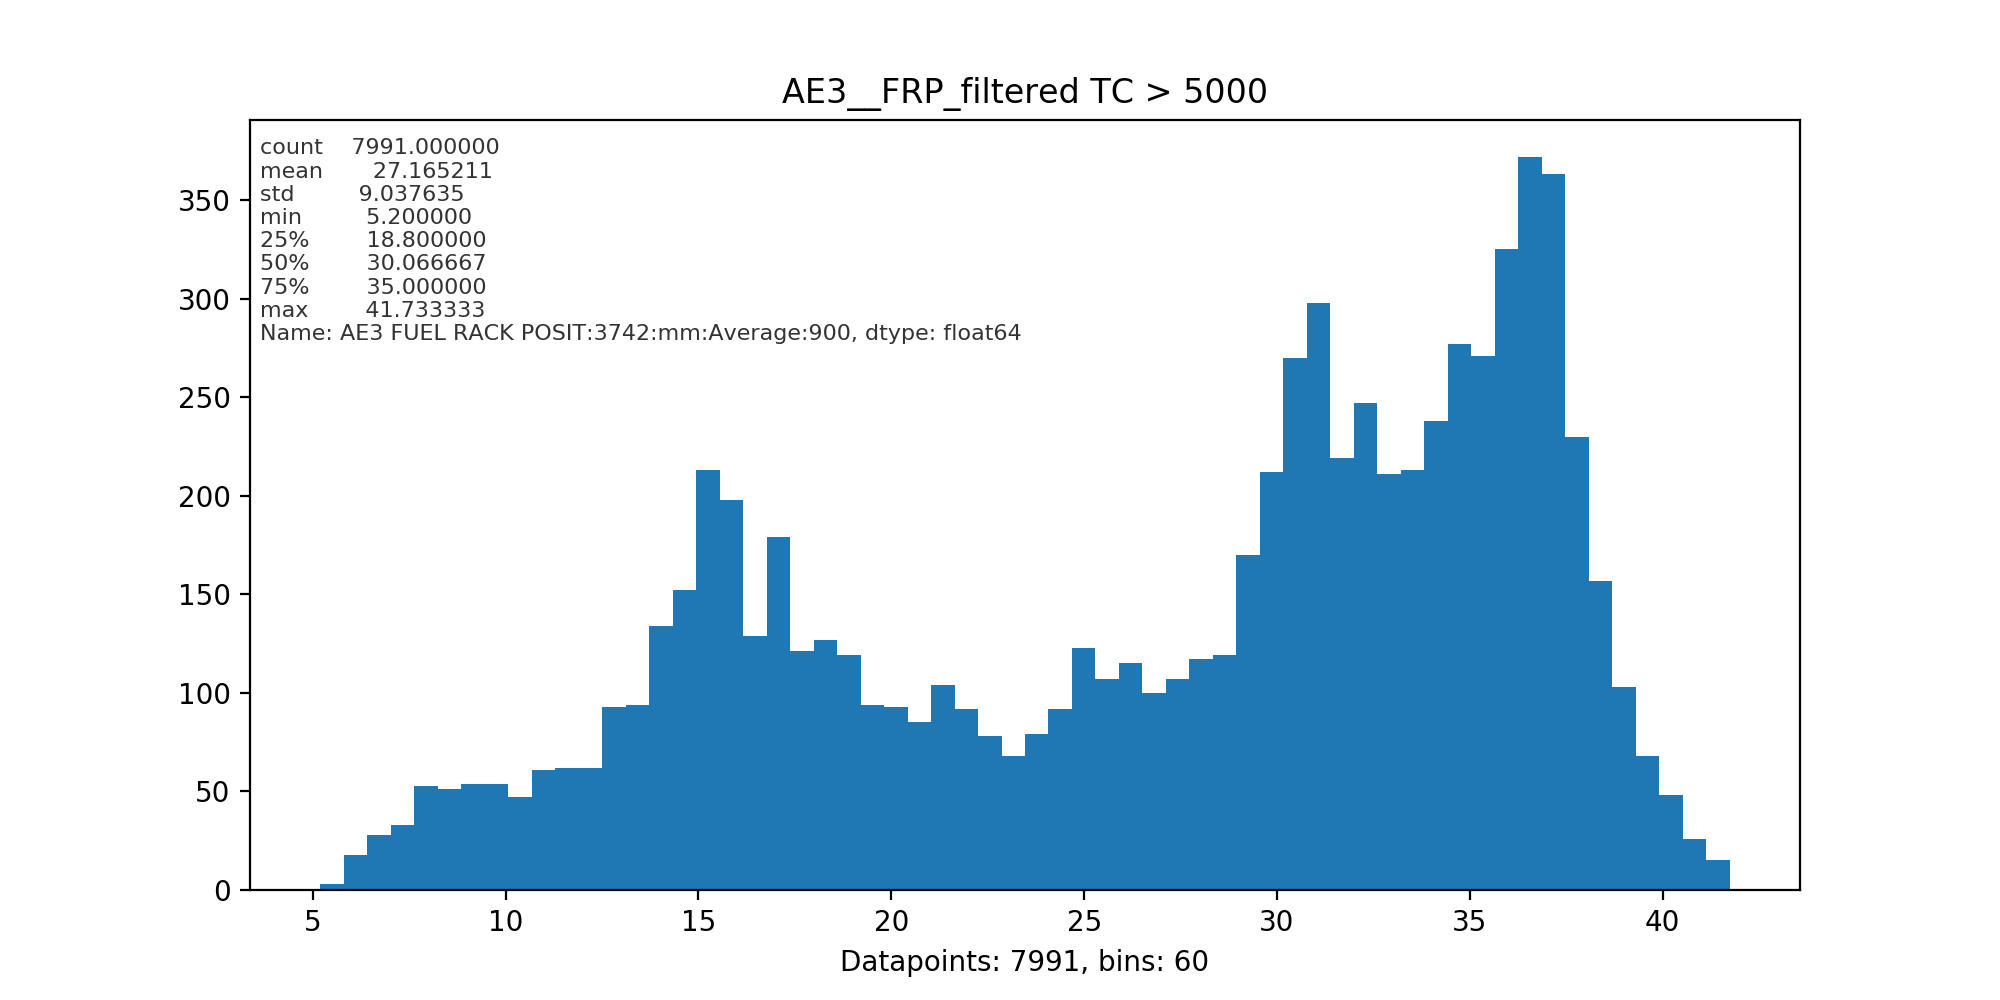 AE3__FRP_filtered TC > 5000
count 7991.000000
mean 27.165211
std 9.037635
min 5.200000
25% 18.800000
50% 30.066667
75% 35.000000
max 41.733333
Name: AE3 FUEL RACK POSIT:3742:mm:Average:900, dtype: float64
350
300
250
200
150
100
50
0
5 10 15 20 25 30 35 40
Datapoints: 7991, bins: 60